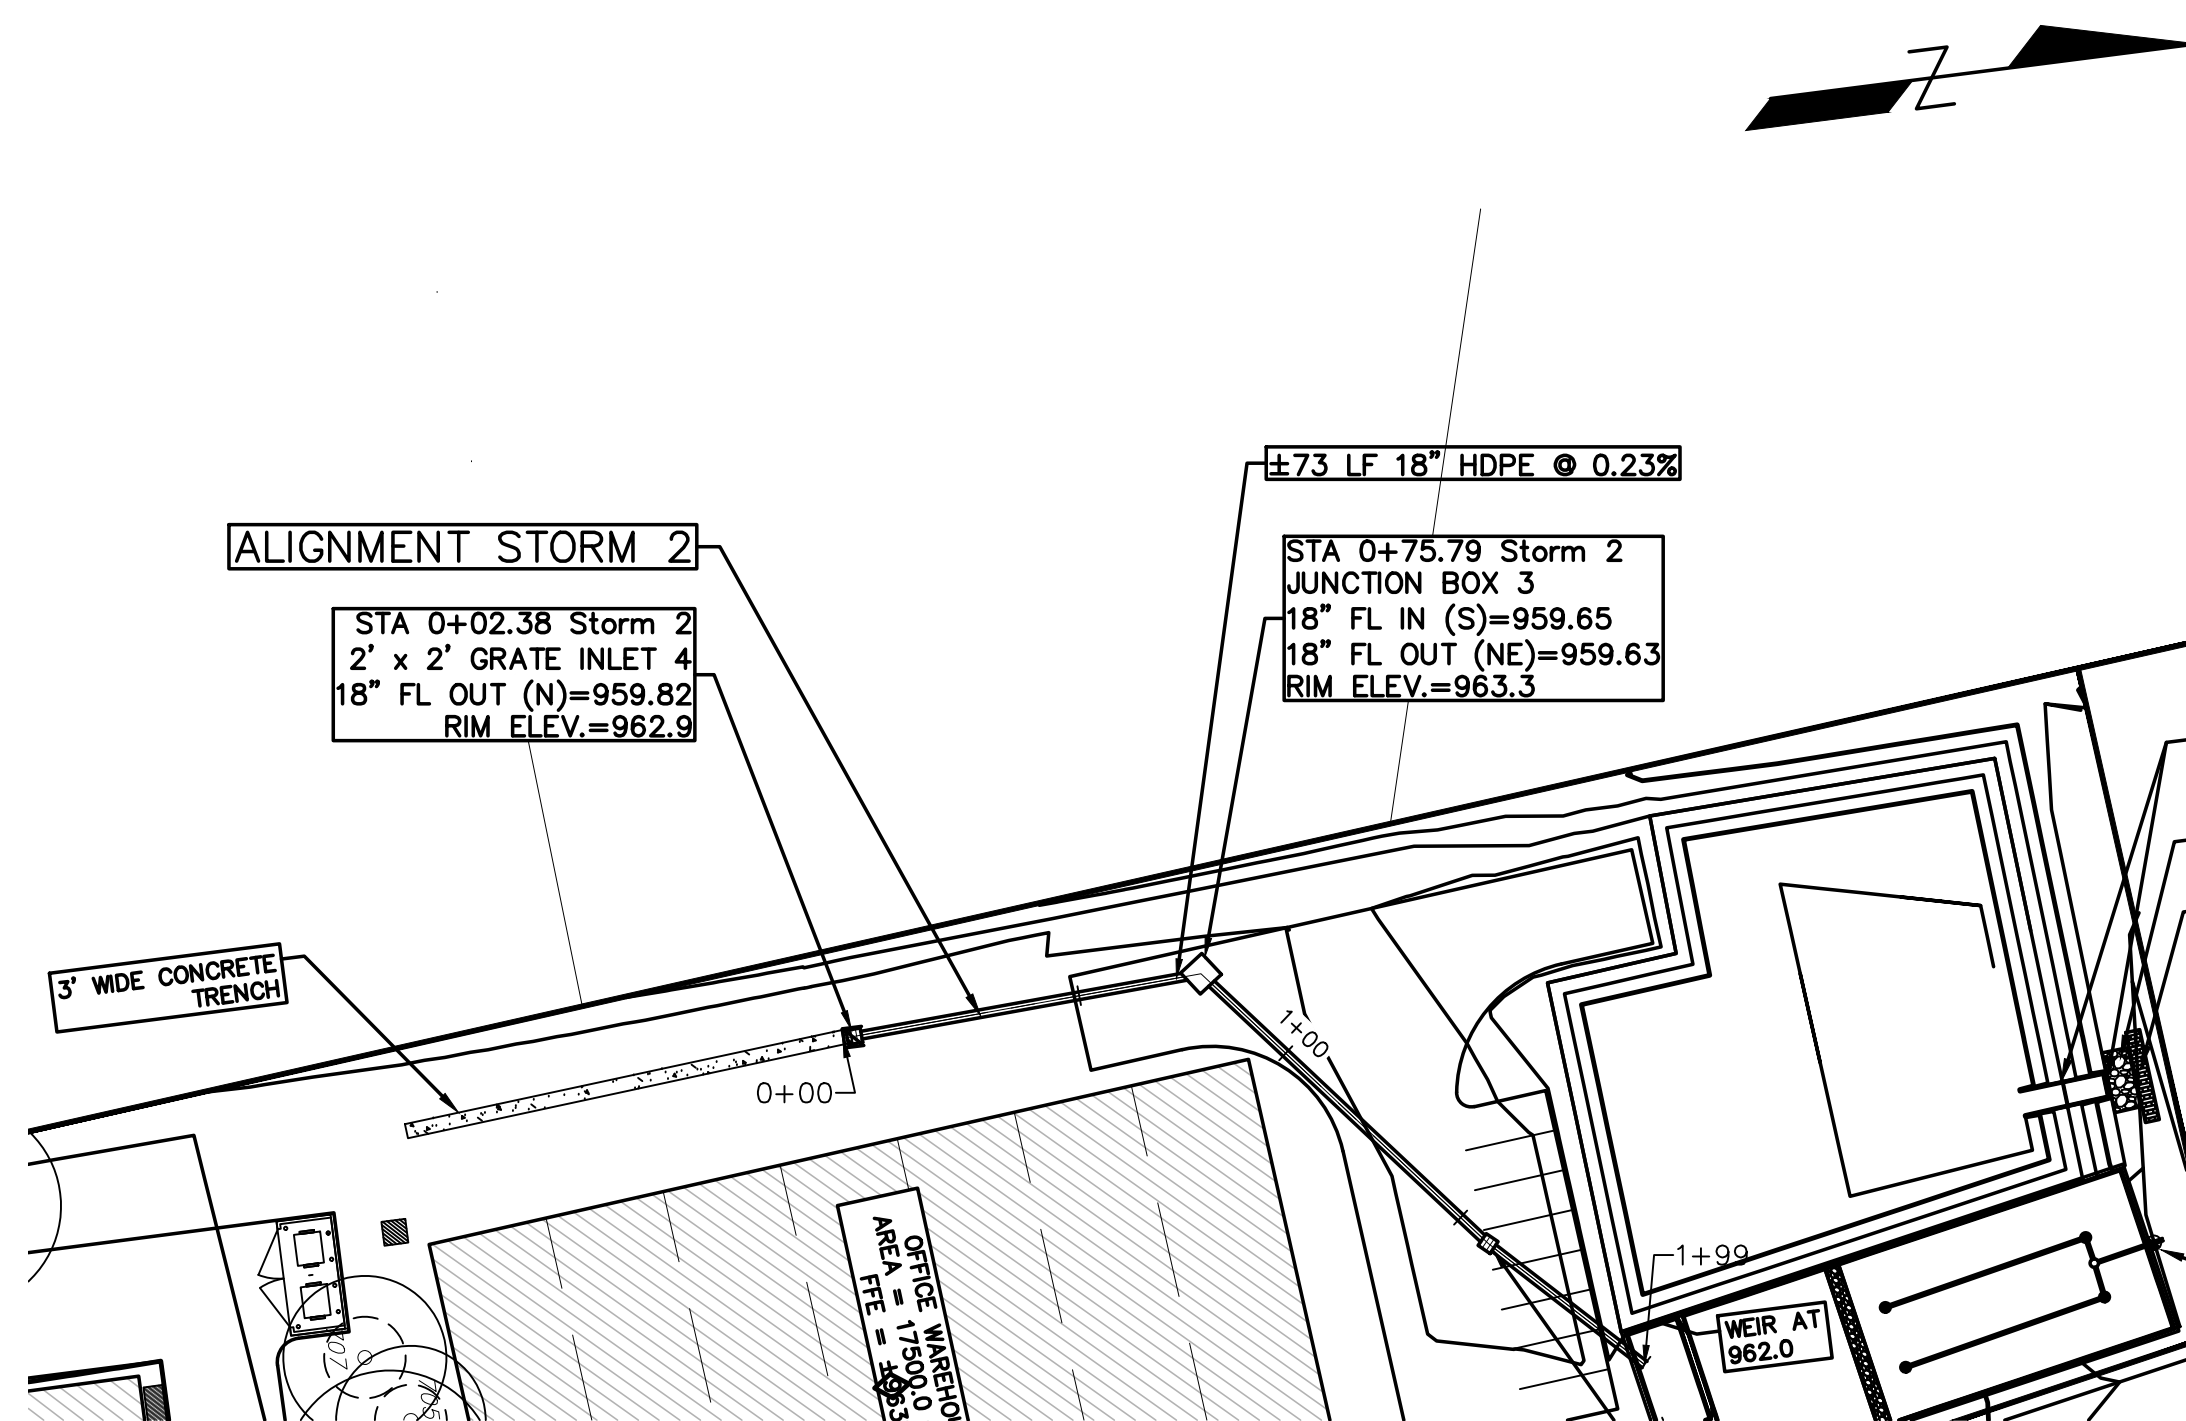 Z
±73 LF 18” HDPE @ 0.23%
ALIGNMENT STORM 2
STA 0+75.79 Storm 2
JUNCTION BOX 3
18” FL IN (S)=959.65
18” FL OUT (NE)=959.63
RIM ELEV.=963.3
STA 0+02.38 Storm 2
2’ x 2’ GRATE INLET 4
18” FL OUT (N)=959.82
RIM ELEV.=962.9
3’ WIDE CONCRETE
TRENCH
0+00
1+00
1+99
OFFICE WAREHOU
AREA = 17500.0
FFE = ±963
WEIR AT
962.0